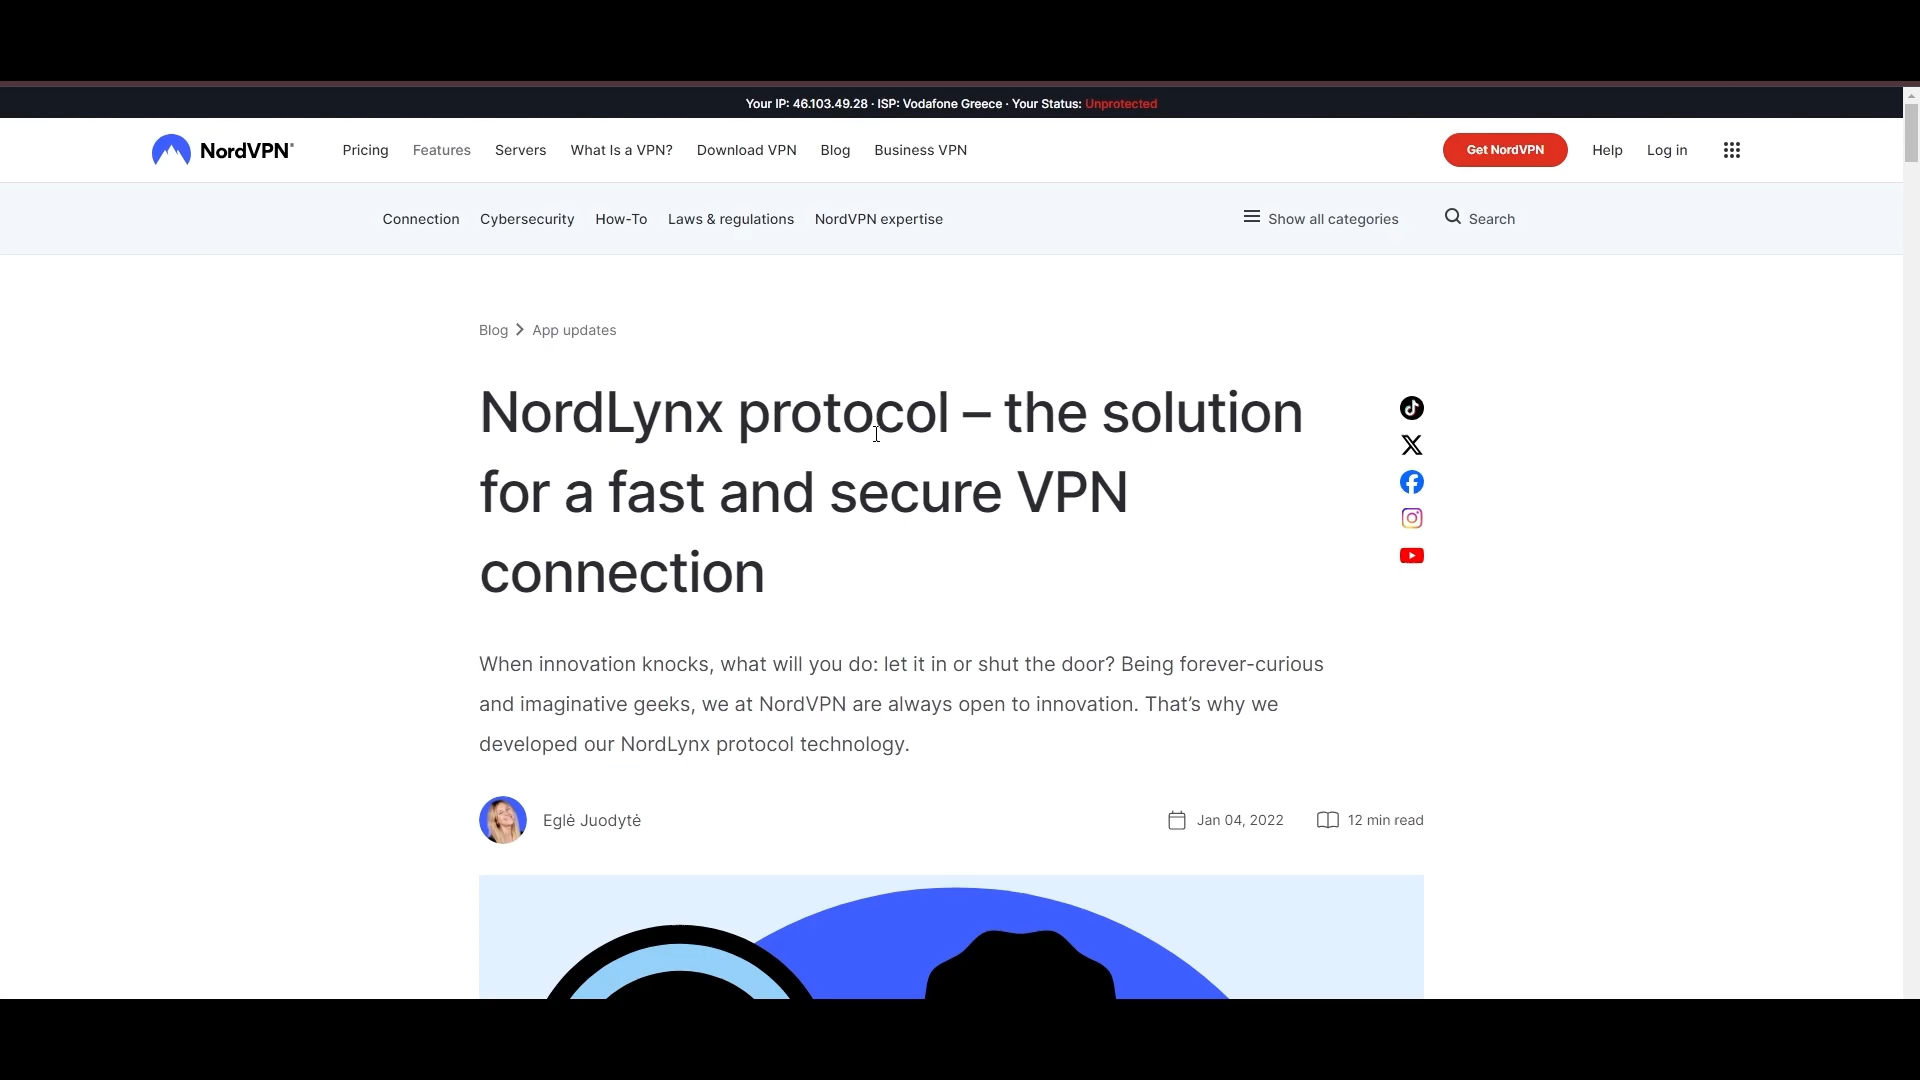 Your IP: 46.103.49.28 · ISP: Vodafone Greece · Your Status: Unprotected
NordVPN®
Pricing
Features
Servers
What Is a VPN?
Download VPN
Blog
Business VPN
Get NordVPN
Help
Log in
Connection
Cybersecurity
How-To
Laws & regulations
NordVPN expertise
Show all categories
Search
Blog
App updates
NordLynx protocol – the solution
for a fast and secure VPN
connection
When innovation knocks, what will you do: let it in or shut the door? Being forever-curious
and imaginative geeks, we at NordVPN are always open to innovation. That’s why we
developed our NordLynx protocol technology.
Eglė Juodytė
Jan 04, 2022
12 min read